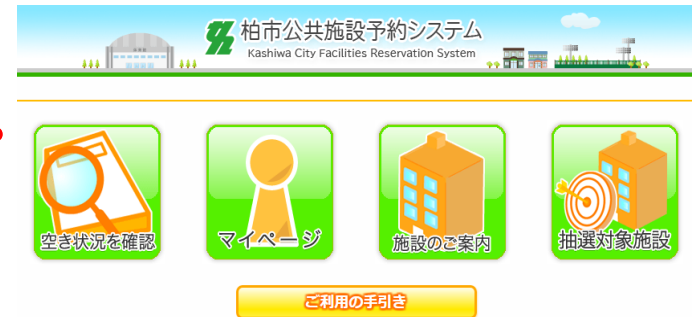 柏市公共施設予約システム
Kashiwa City Facilities Reservation System
空き状況を確認
マイページ
施設のご案内
抽選対象施設
ご利用の手引き